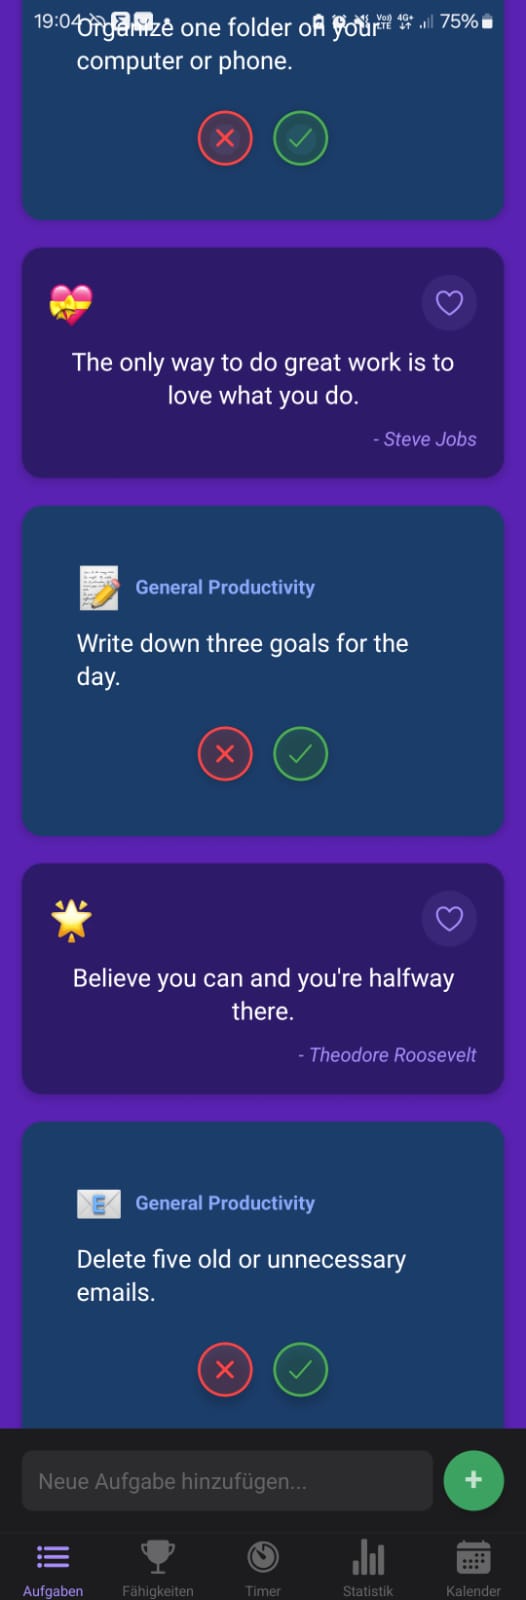 19:04
75%
Organize one folder on your
computer or phone.
The only way to do great work is to
love what you do.
- Steve Jobs
General Productivity
Write down three goals for the
day.
Believe you can and you're halfway
there.
- Theodore Roosevelt
General Productivity
Delete five old or unnecessary
emails.
Neue Aufgabe hinzufügen...
Aufgaben
Fähigkeiten
Timer
Statistik
Kalender